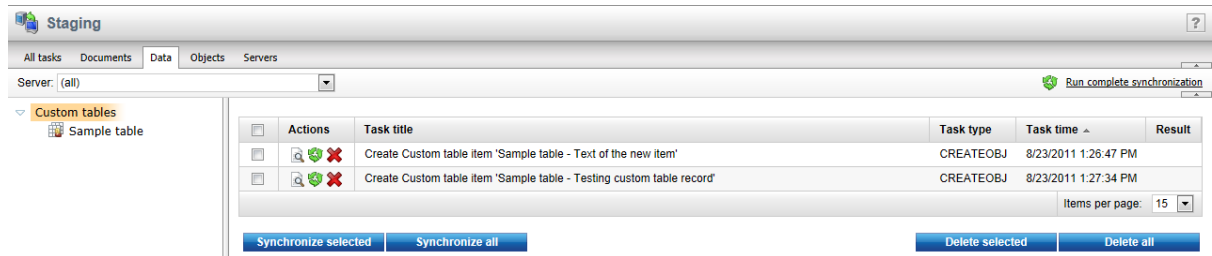 Staging
?
All tasks Documents Data Objects Servers
Server: (all) Run complete synchronization
Custom tables
Sample table
Actions Task title Task type Task time Result
Create Custom table item 'Sample table - Text of the new item' CREATEOBJ 8/23/2011 1:26:47 PM
Create Custom table item 'Sample table - Testing custom table record' CREATEOBJ 8/23/2011 1:27:34 PM
Items per page: 15
Synchronize selected Synchronize all Delete selected Delete all